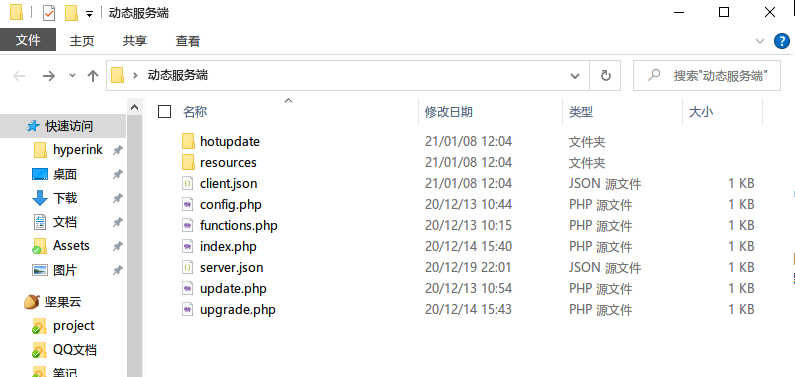 动态服务端
文件 主页 共享 查看
动态服务端 搜索"动态服务端"
名称 修改日期 类型 大小
快速访问
hyperink
桌面
下载
文档
Assets
图片
坚果云
project
QQ文档
笔记
hotupdate 21/01/08 12:04 文件夹
resources 21/01/08 12:04 文件夹
client.json 21/01/08 12:04 JSON 源文件 1 KB
config.php 20/12/13 10:44 PHP 源文件 1 KB
functions.php 20/12/13 10:15 PHP 源文件 1 KB
index.php 20/12/14 15:40 PHP 源文件 1 KB
server.json 20/12/19 22:01 JSON 源文件 1 KB
update.php 20/12/13 10:54 PHP 源文件 1 KB
upgrade.php 20/12/14 15:43 PHP 源文件 1 KB